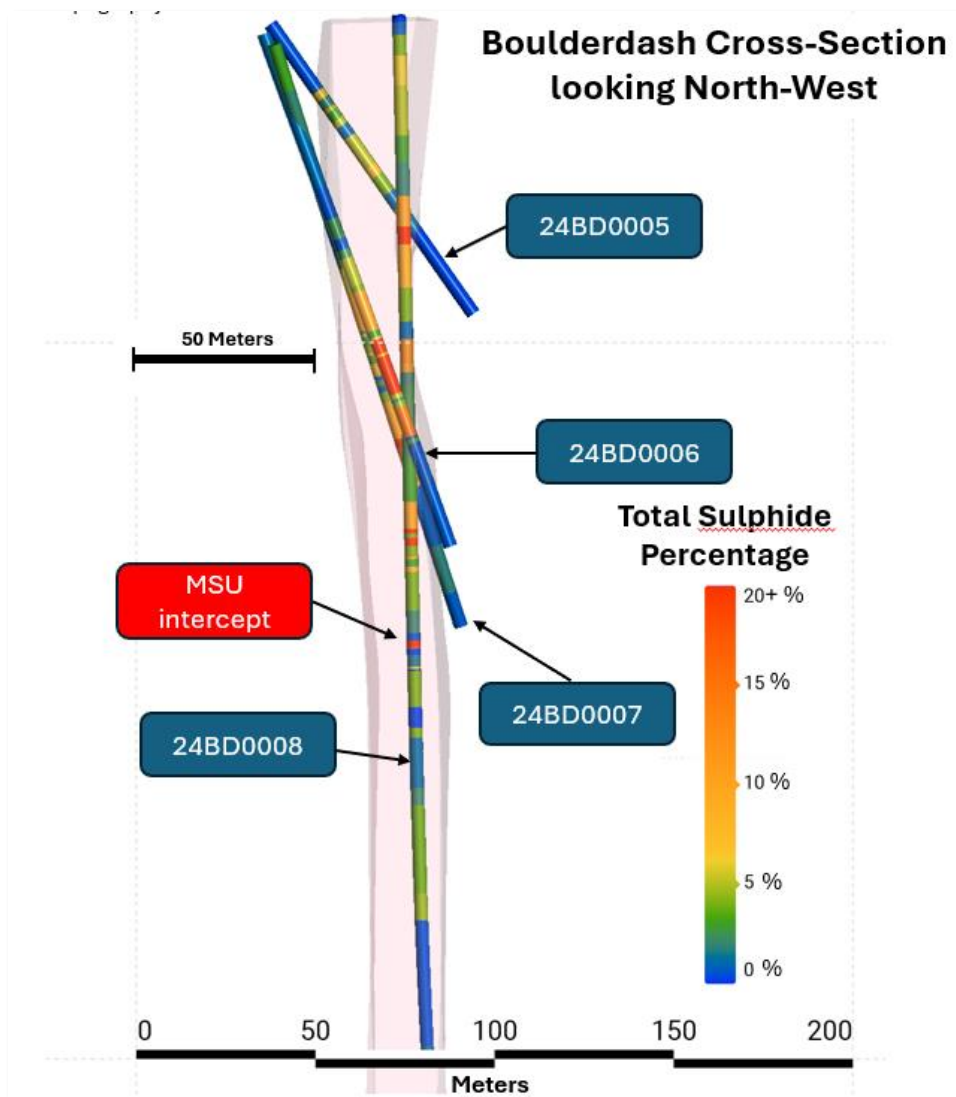 Boulderdash Cross-Section
looking North-West
24BD0005
50 Meters
24BD0006
Total Sulphide
Percentage
MSU
intercept
20+ %
15 %
24BD0007
24BD0008
10 %
5 %
0 %
0 50 100 150 200
Meters